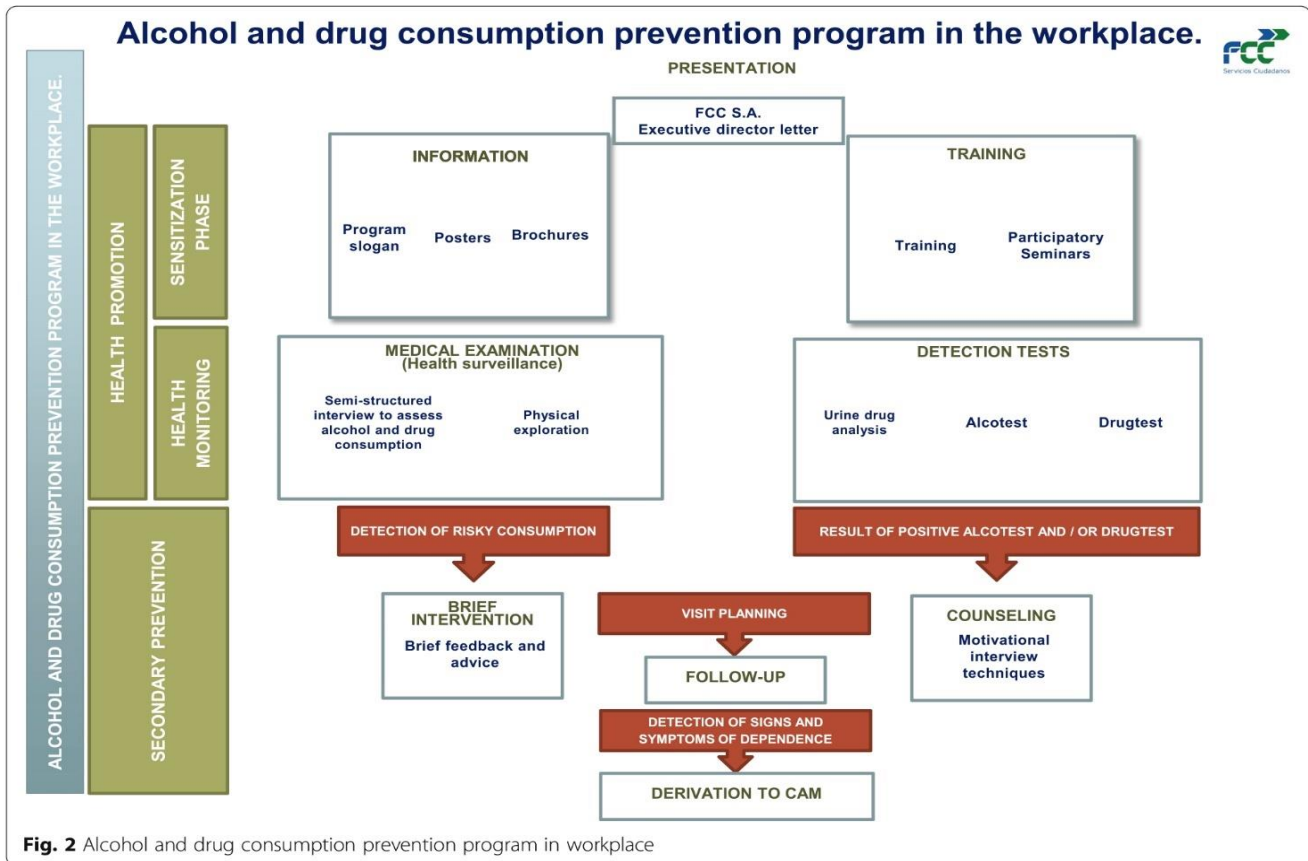 Alcohol and drug consumption prevention program in the workplace.
FCC
Servicios Ciudadanos
ALCOHOL AND DRUG CONSUMPTION PREVENTION PROGRAM IN THE WORKPLACE.
HEALTH PROMOTION
SENSITIZATION
PHASE
HEALTH
MONITORING
SECONDARY PREVENTION
PRESENTATION
FCC S.A.
Executive director letter
INFORMATION
Program
slogan
Posters
Brochures
TRAINING
Training
Participatory
Seminars
MEDICAL EXAMINATION
(Health surveillance)
Semi-structured
interview to assess
alcohol and drug
consumption
Physical
exploration
DETECTION TESTS
Urine drug
analysis
Alcotest
Drugtest
DETECTION OF RISKY CONSUMPTION
RESULT OF POSITIVE ALCOTEST AND / OR DRUGTEST
BRIEF
INTERVENTION
Brief feedback and
advice
VISIT PLANNING
FOLLOW-UP
COUNSELING
Motivational
interview
techniques
DETECTION OF SIGNS AND
SYMPTOMS OF DEPENDENCE
DERIVATION TO CAM
Fig. 2 Alcohol and drug consumption prevention program in workplace